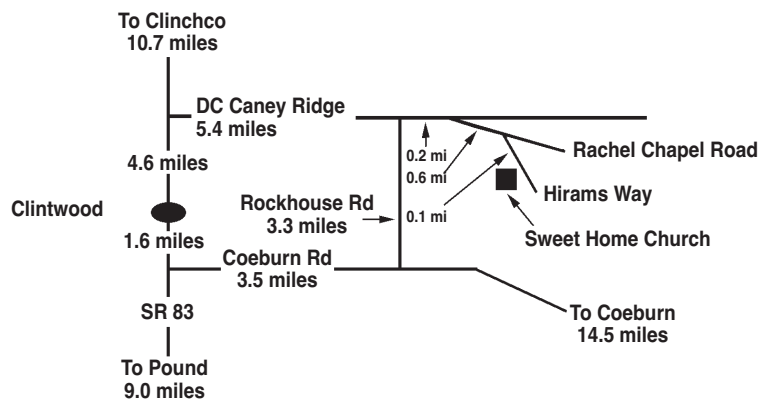 To Clinchco
10.7 miles
DC Caney Ridge
5.4 miles
4.6 miles
0.2 mi
0.6 mi
0.1 mi
Rachel Chapel Road
Hirams Way
Clintwood
Rockhouse Rd
3.3 miles
Sweet Home Church
1.6 miles
Coeburn Rd
3.5 miles
SR 83
To Coeburn
14.5 miles
To Pound
9.0 miles